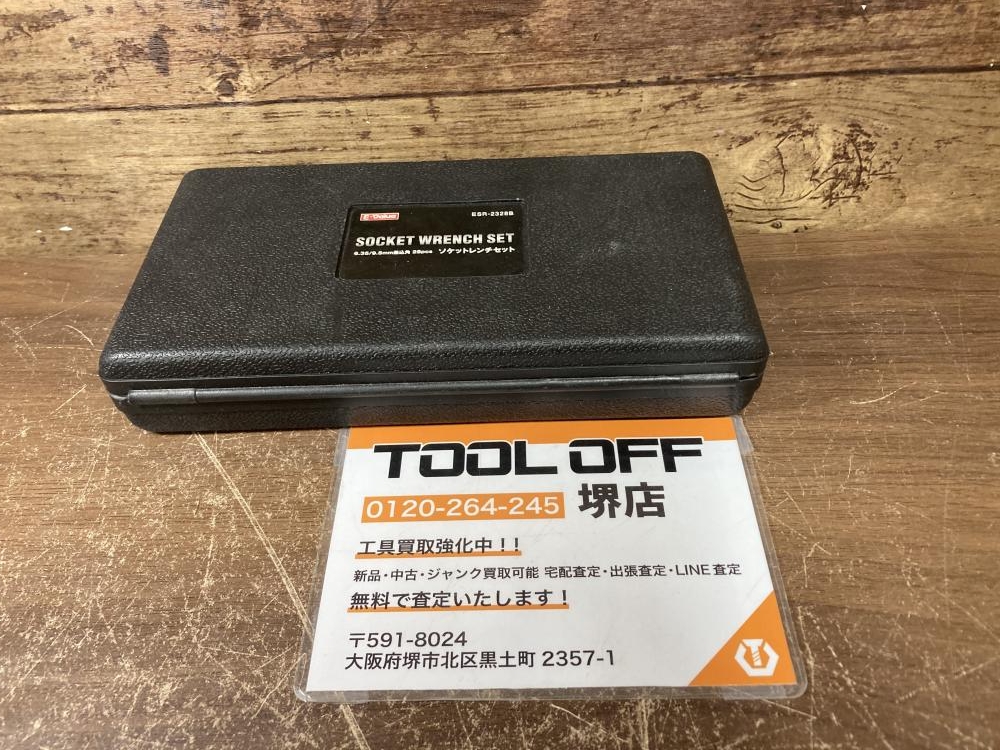 E-Value
ESR-2328B
SOCKET WRENCH SET
6.35/9.5mm差込角 28pcs ソケットレンチセット
TOOL OFF
0120-264-245 堺店
工具買取強化中!!
新品・中古・ジャンク買取可能 宅配査定・出張査定・LINE査定
無料で査定いたします!
〒591-8024
大阪府堺市北区黒土町 2357-1